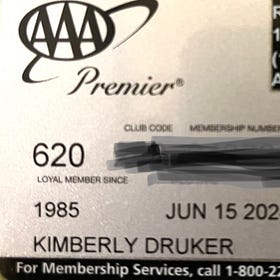 AAA
Premier®
CLUB CODE MEMBERSHIP NUMBER
620
LOYAL MEMBER SINCE
1985 JUN 15 202
KIMBERLY DRUKER
For Membership Services, call 1-800-2